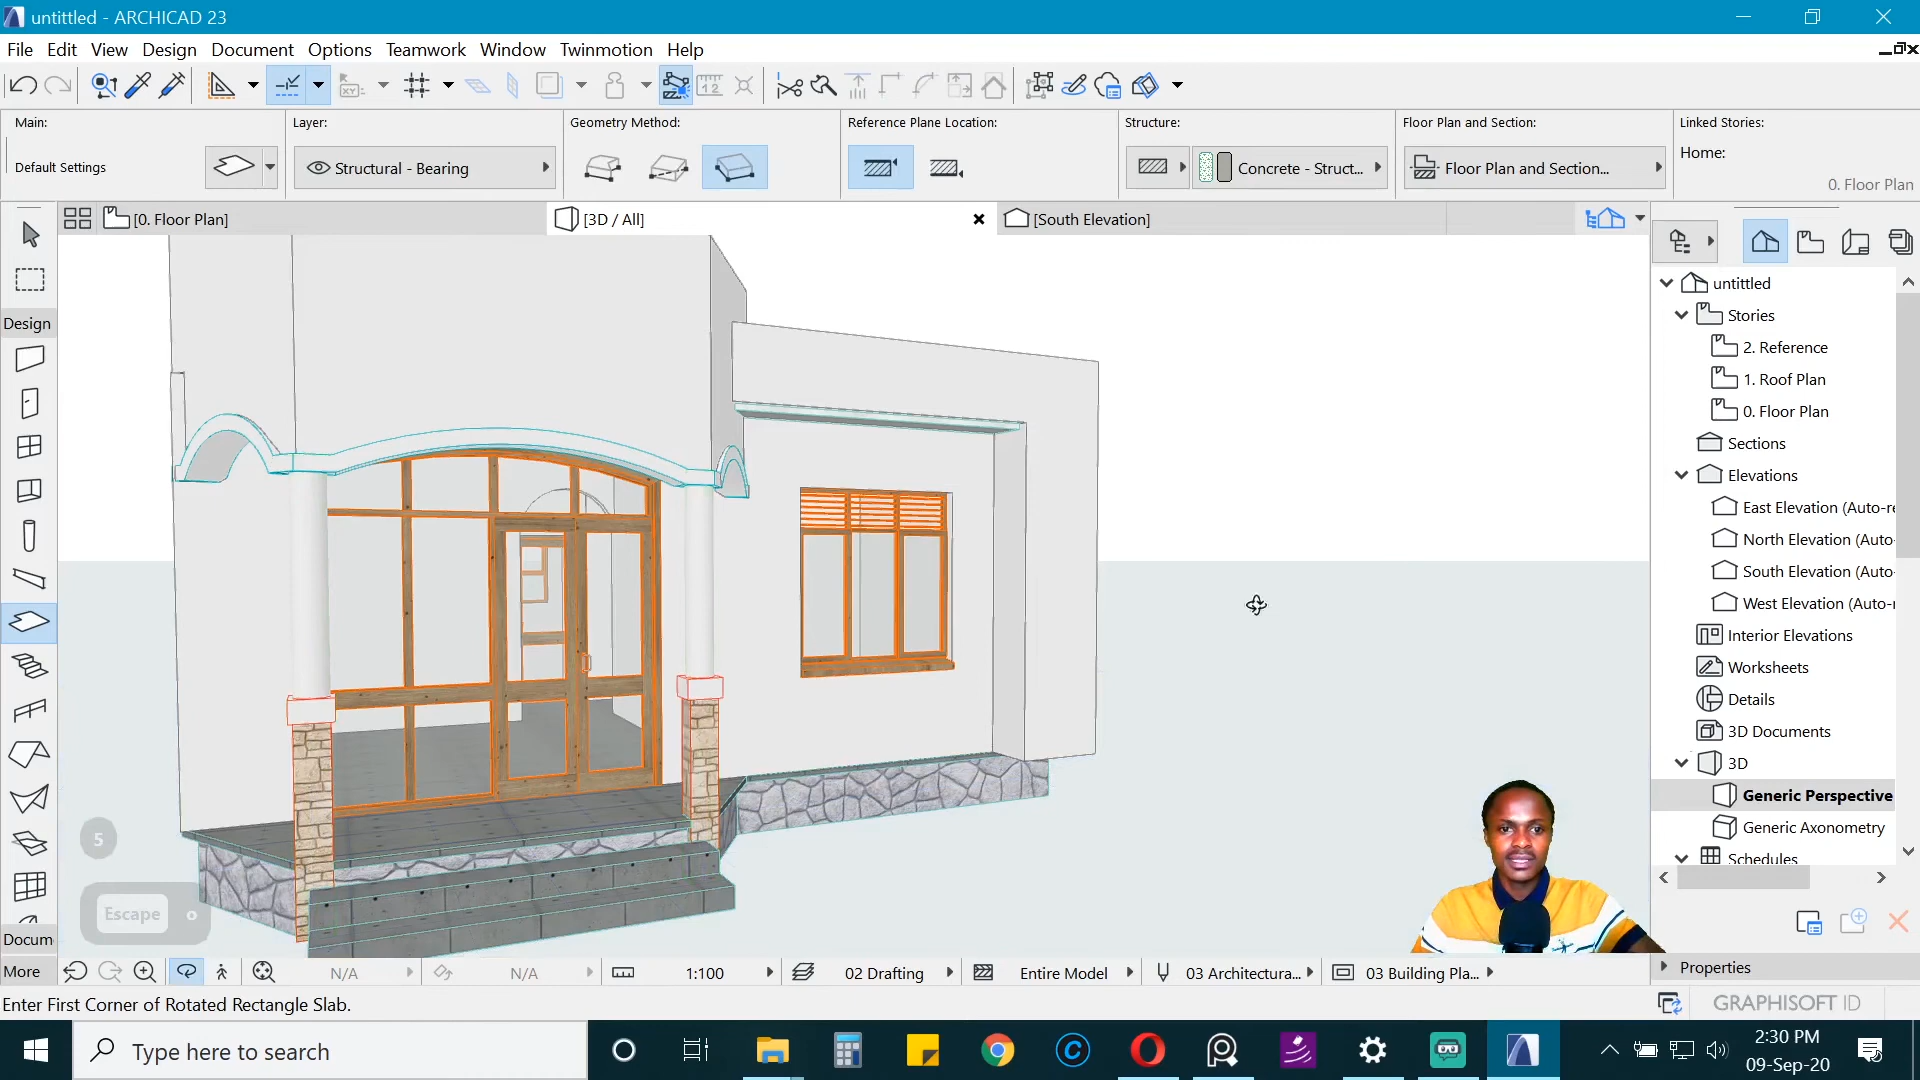 untittled - ARCHICAD 23
File Edit View Design Document Options Teamwork Window Twinmotion Help
Main: Layer: Geometry Method: Reference Plane Location: Structure: Floor Plan and Section: Linked Stories:
Default Settings Structural - Bearing Concrete - Struct... Floor Plan and Section... Home:
0. Floor Plan
[0. Floor Plan] [3D / All] [South Elevation]
untittled
Stories
2. Reference
1. Roof Plan
0. Floor Plan
Sections
Elevations
East Elevation (Auto-re
North Elevation (Auto-
South Elevation (Auto-
West Elevation (Auto-r
Interior Elevations
Worksheets
Details
3D Documents
3D
Generic Perspective
Generic Axonometry
Schedules
Design
5
Escape
Docum
More N/A N/A 1:100 02 Drafting Entire Model 03 Architectura... 03 Building Pla...
Properties
Enter First Corner of Rotated Rectangle Slab.
GRAPHISOFT ID
Type here to search
2:30 PM
09-Sep-20